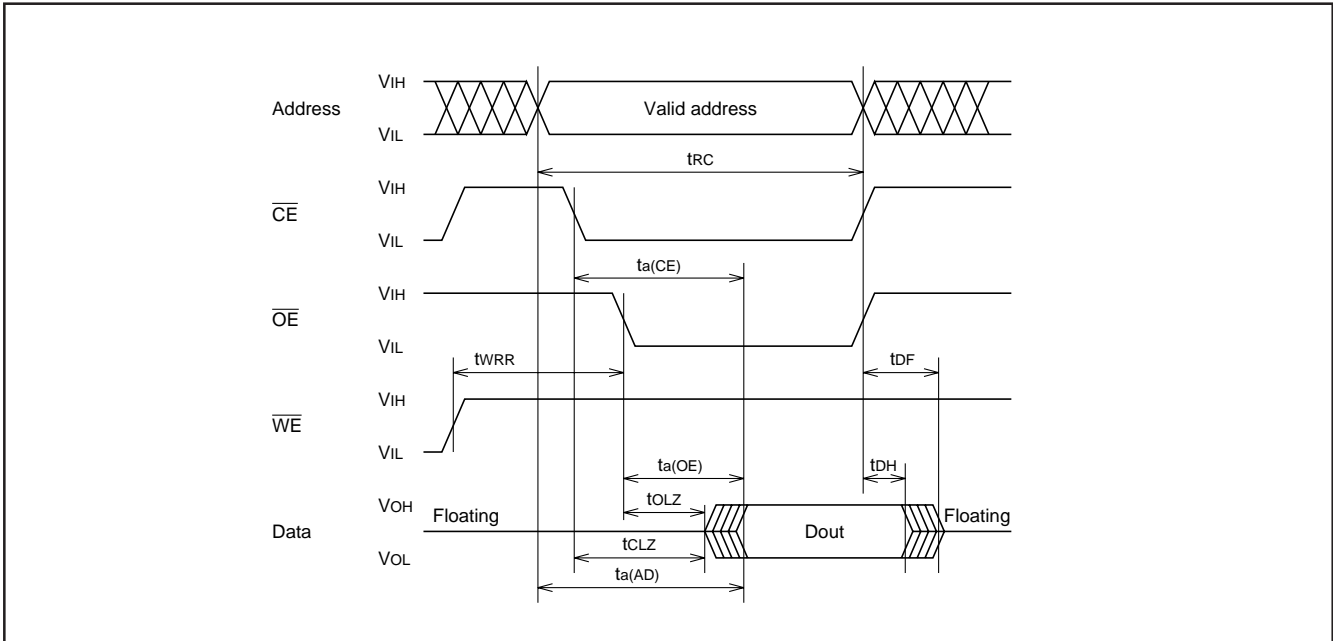 VIH
Address
Valid address
VIL
tRC
VIH
CE
VIL
ta(CE)
VIH
OE
VIL
tWRR
tDF
VIH
WE
VIL
ta(OE)
tDH
tOLZ
VOH
Floating
Floating
Data
Dout
tCLZ
VOL
ta(AD)